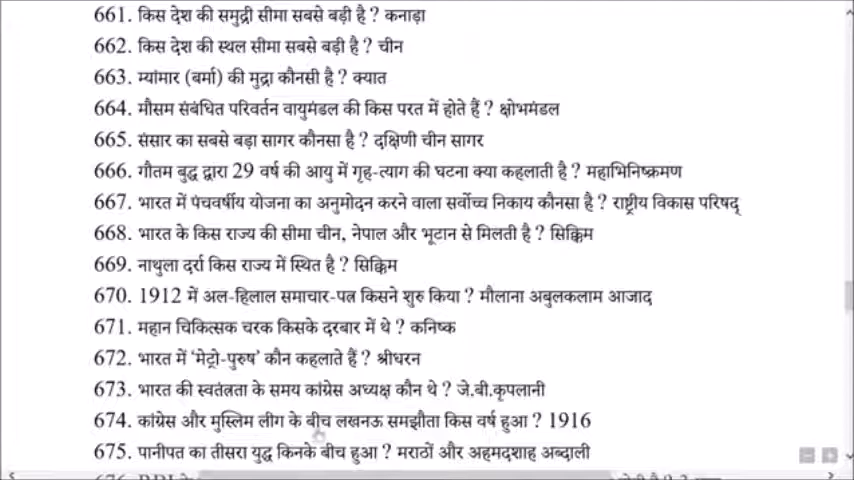 661. किस देश की समुद्री सीमा सबसे बड़ी है ? कनाड़ा
662. किस देश की स्थल सीमा सबसे बड़ी है ? चीन
663. म्यांमार (बर्मा) की मुद्रा कौनसी है ? क्यात
664. मौसम संबंधित परिवर्तन वायुमंडल की किस परत में होते हैं ? क्षोभमंडल
665. संसार का सबसे बड़ा सागर कौनसा है ? दक्षिणी चीन सागर
666. गौतम बुद्ध द्वारा 29 वर्ष की आयु में गृह-त्याग की घटना क्या कहलाती है ? महाभिनिष्क्रमण
667. भारत में पंचवर्षीय योजना का अनुमोदन करने वाला सर्वोच्च निकाय कौनसा है ? राष्ट्रीय विकास परिषद्
668. भारत के किस राज्य की सीमा चीन, नेपाल और भूटान से मिलती है ? सिक्किम
669. नाथुला दर्रा किस राज्य में स्थित है ? सिक्किम
670. 1912 में अल-हिलाल समाचार-पत्र किसने शुरु किया ? मौलाना अबुलकलाम आजाद
671. महान चिकित्सक चरक किसके दरबार में थे ? कनिष्क
672. भारत में ‘मेट्रो-पुरुष’ कौन कहलाते हैं ? श्रीधरन
673. भारत की स्वतंत्रता के समय कांग्रेस अध्यक्ष कौन थे ? जे.बी.कृपलानी
674. कांग्रेस और मुस्लिम लीग के बीच लखनऊ समझौता किस वर्ष हुआ ? 1916
675. पानीपत का तीसरा युद्ध किनके बीच हुआ ? मराठों और अहमदशाह अब्दाली